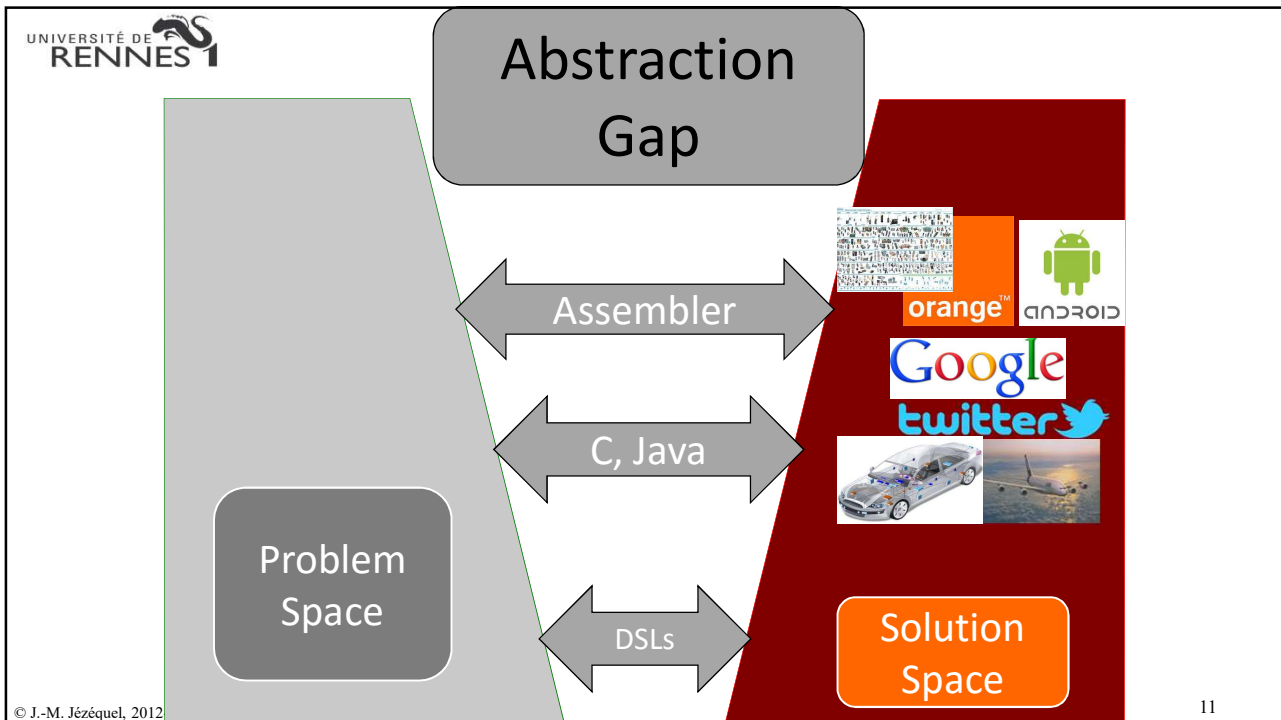 UNIVERSITÉ DE
RENNES 1
Abstraction
Gap
Assembler
orange™
ANDROID
Google
twitter
C, Java
Problem
Space
DSLs
Solution
Space
© J.-M. Jézéquel, 2012
11